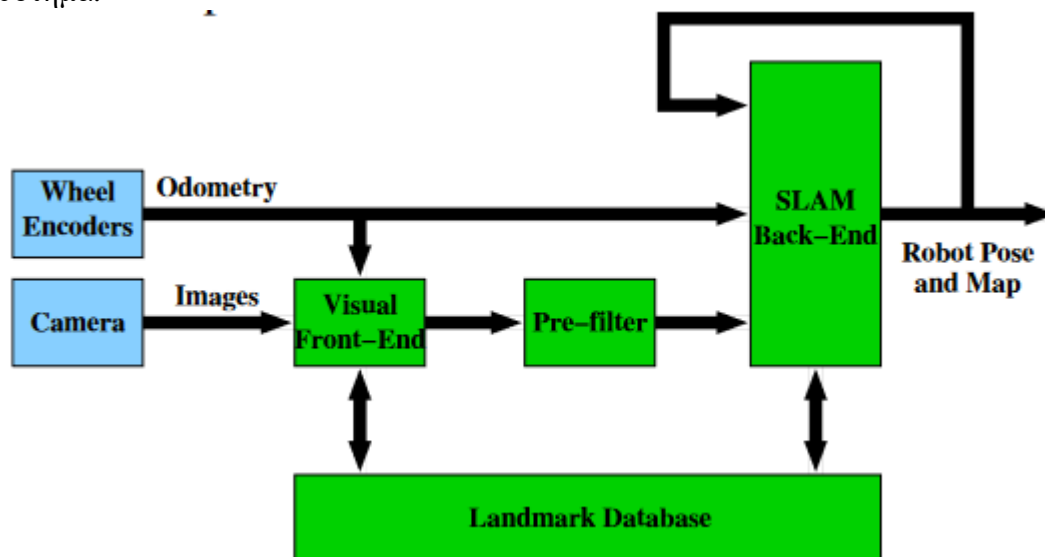 Wheel
Encoders
Odometry
SLAM
Back–End
Robot Pose
and Map
Camera
Images
Visual
Front–End
Pre–filter
Landmark Database